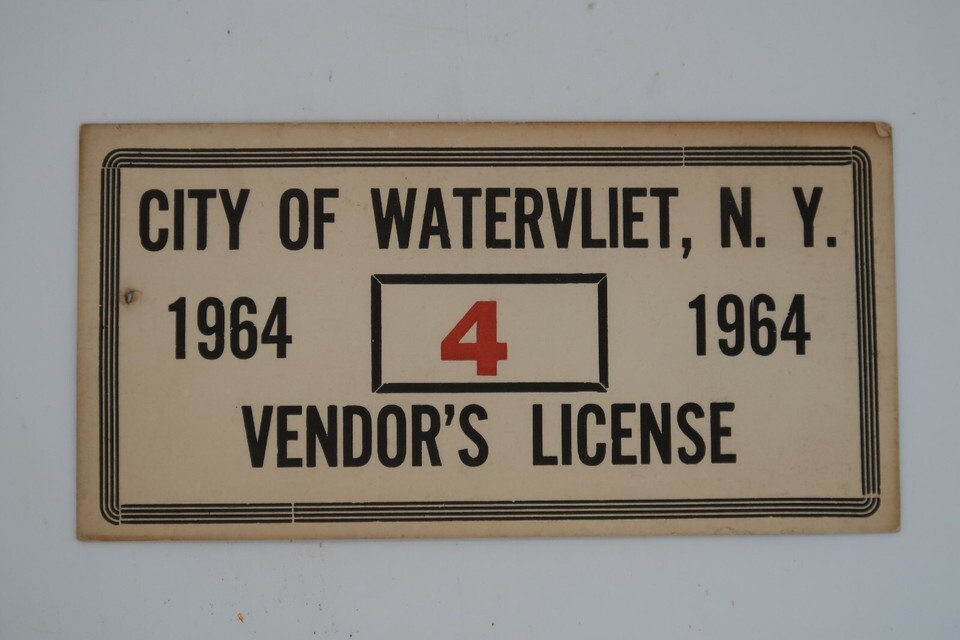 CITY OF WATERVLIET, N. Y.
1964 4 1964
VENDOR'S LICENSE